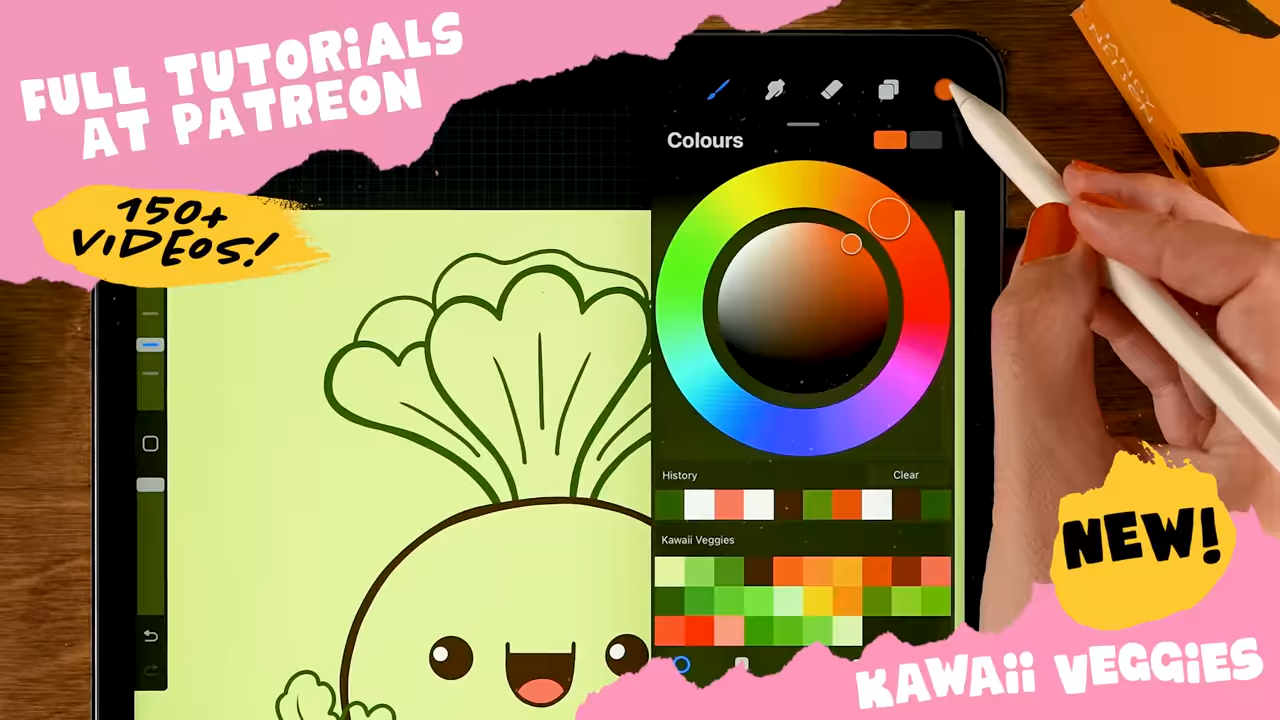 FULL TUTORiALS
AT PATREON
150+
ViDEOS!
Colours
History
Clear
Kawaii Veggies
NEW!
KAWAii VEGGiES